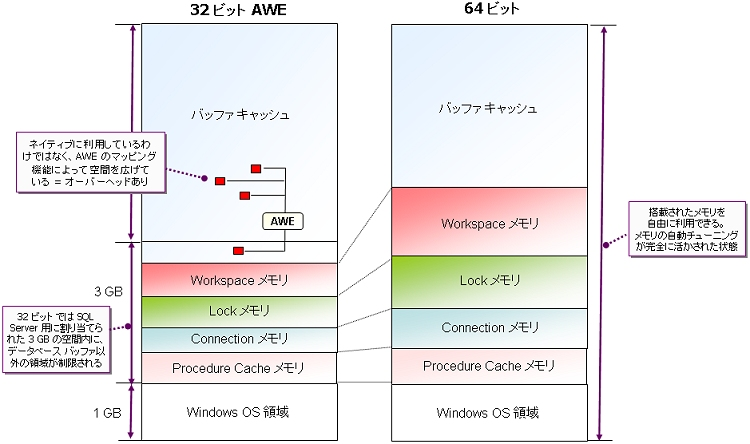 32 ビット AWE
64 ビット
バッファ キャッシュ
バッファ キャッシュ
ネイティブに利用しているわ
けではなく、AWE のマッピング
機能によって空間を広げて
いる = オーバーヘッドあり
AWE
搭載されたメモリを
自由に利用できる。
メモリの自動チューニング
が完全に活かされた状態
3 GB
Workspace メモリ
Workspace メモリ
Lock メモリ
Lock メモリ
32 ビット では SQL
Server 用に割り当てら
れた 3 GB の空間内に、
データベース バッファ以
外の領域が制限される
Connection メモリ
Connection メモリ
Procedure Cache メモリ
Procedure Cache メモリ
1 GB
Windows OS 領域
Windows OS 領域